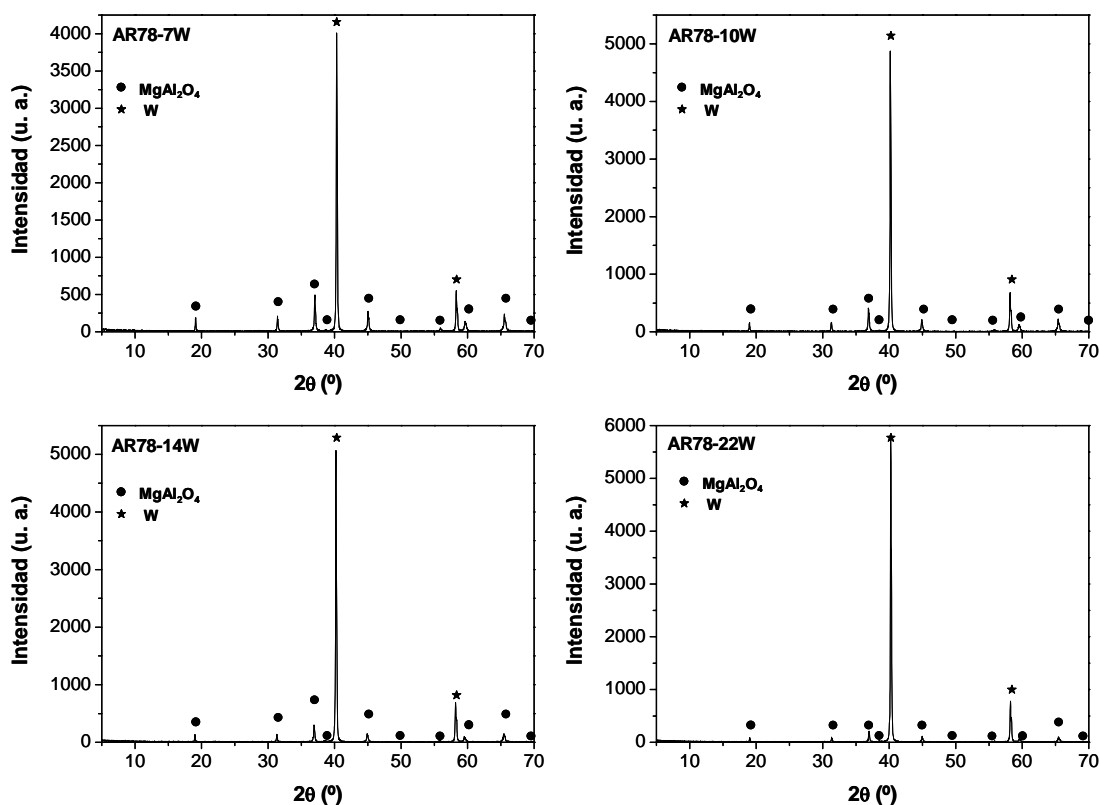 AR78-7W
● MgAl₂O₄
★ W
Intensidad (u. a.)
4000
3500
3000
2500
2000
1500
1000
500
0
10 20 30 40 50 60 70
2θ (º)
AR78-10W
● MgAl₂O₄
★ W
Intensidad (u. a.)
5000
4000
3000
2000
1000
0
10 20 30 40 50 60 70
2θ (º)
AR78-14W
● MgAl₂O₄
★ W
Intensidad (u. a.)
5000
4000
3000
2000
1000
0
10 20 30 40 50 60 70
2θ (º)
AR78-22W
● MgAl₂O₄
★ W
Intensidad (u. a.)
6000
5000
4000
3000
2000
1000
0
10 20 30 40 50 60 70
2θ (º)